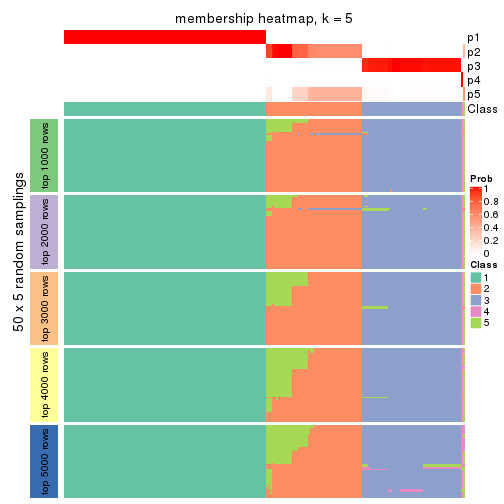 membership heatmap, k = 5
p1
p2
p3
p4
p5
Class
50 x 5 random samplings
top 1000 rows
top 2000 rows
top 3000 rows
top 4000 rows
top 5000 rows
Prob
1
0.8
0.6
0.4
0.2
0
Class
1
2
3
4
5